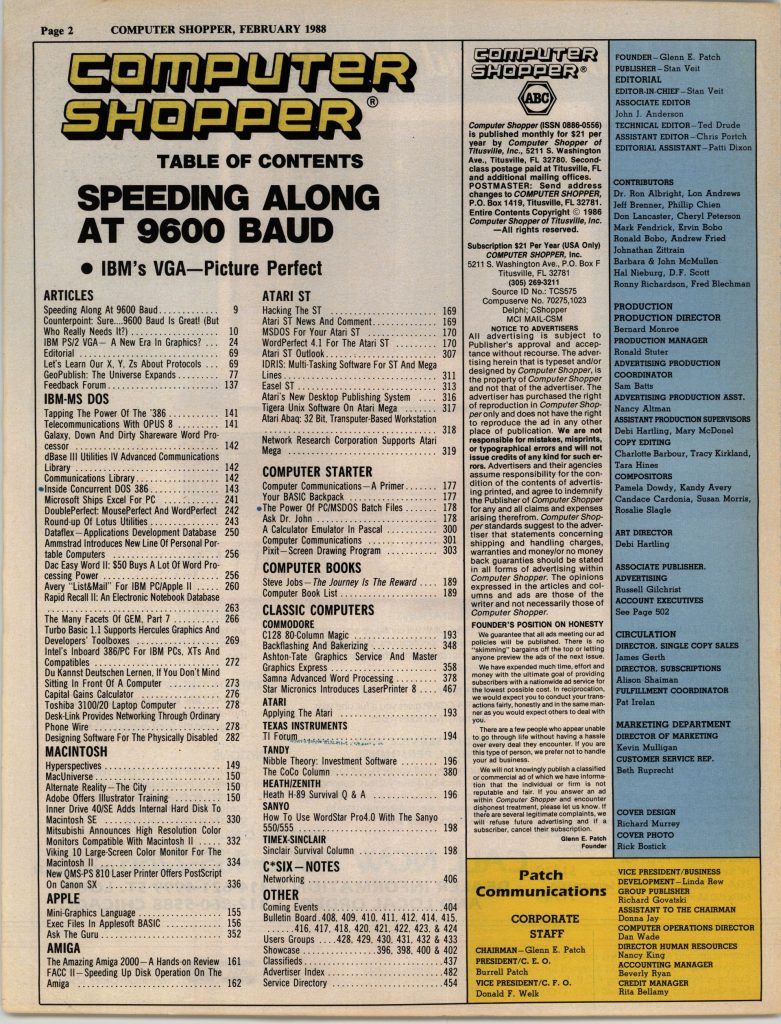 Page 2 COMPUTER SHOPPER, FEBRUARY 1988
COMPUTER
SHOPPER®
TABLE OF CONTENTS
SPEEDING ALONG
AT 9600 BAUD
● IBM's VGA—Picture Perfect
ARTICLES
Speeding Along At 9600 Baud 9
Counterpoint: Sure....9600 Baud Is Great! (But
Who Really Needs It?) 10
IBM PS/2 VGA— A New Era In Graphics? 24
Editorial 69
Let's Learn Our X, Y, Zs About Protocols 69
GeoPublish: The Universe Expands 77
Feedback Forum 137
IBM-MS DOS
Tapping The Power Of The '386 141
Telecommunications With OPUS 8 141
Galaxy, Down And Dirty Shareware Word Pro-
cessor 142
dBase III Utilities IV Advanced Communications
Library 142
Communications Library 142
Inside Concurrent DOS 386 143
Microsoft Ships Excel For PC 241
DoublePerfect: MousePerfect And WordPerfect 242
Round-up Of Lotus Utilities 243
Dataflex—Applications Development Database 250
Ammstrad Introduces New Line Of Personal Por-
table Computers 256
Dac Easy Word II: $50 Buys A Lot Of Word Pro-
cessing Power 256
Avery "List&Mail" For IBM PC/Apple II 260
Rapid Recall II: An Electronic Notebook Database
263
The Many Facets Of GEM, Part 7 266
Turbo Basic 1.1 Supports Hercules Graphics And
Developers' Toolboxes 269
Intel's Inboard 386/PC For IBM PCs, XTs And
Compatibles 272
Du Kannst Deutschen Lernen, If You Don't Mind
Sitting In Front Of A Computer 273
Capital Gains Calculator 276
Toshiba 3100/20 Laptop Computer 278
Desk-Link Provides Networking Through Ordinary
Phone Wire 278
Designing Software For The Physically Disabled 282
MACINTOSH
Hyperspectives 149
MacUniverse 150
Alternate Reality—The City 150
Adobe Offers Illustrator Training 150
Inner Drive 40/SE Adds Internal Hard Disk To
Macintosh SE 330
Mitsubishi Announces High Resolution Color
Monitors Compatible With Macintosh II 332
Viking 10 Large-Screen Color Monitor For The
Macintosh II 334
New QMS-PS 810 Laser Printer Offers PostScript
On Canon SX 336
APPLE
Mini-Graphics Language 155
Exec Files In Applesoft BASIC 156
Ask The Guru 352
AMIGA
The Amazing Amiga 2000—A Hands-on Review 161
FACC II—Speeding Up Disk Operation On The
Amiga 162
ATARI ST
Hacking The ST 169
Atari ST News And Comment 169
MSDOS For Your Atari ST 170
WordPerfect 4.1 For The Atari ST 170
Atari ST Outlook 307
IDRIS: Multi-Tasking Software For ST And Mega
Lines 311
Easel ST 313
Atari's New Desktop Publishing System 316
Tigera Unix Software On Atari Mega 317
Atari Abaq: 32 Bit, Transputer-Based Workstation
318
Network Research Corporation Supports Atari
Mega 319
COMPUTER STARTER
Computer Communications—A Primer 177
Your BASIC Backpack 177
The Power Of PC/MSDOS Batch Files 178
Ask Dr. John 178
A Calculator Emulator In Pascal 300
Computer Communications 301
Pixit—Screen Drawing Program 303
COMPUTER BOOKS
Steve Jobs—The Journey Is The Reward 189
Computer Book List 189
CLASSIC COMPUTERS
COMMODORE
C128 80-Column Magic 193
Backflashing And Bakerizing 348
Ashton-Tate Graphics Service And Master
Graphics Express 358
Samna Advanced Word Processing 378
Star Micronics Introduces LaserPrinter 8 467
ATARI
Applying The Atari 193
TEXAS INSTRUMENTS
TI Forum 194
TANDY
Nibble Theory: Investment Software 196
The CoCo Column 380
HEATH/ZENITH
Heath H-89 Survival Q & A 196
SANYO
How To Use WordStar Pro4.0 With The Sanyo
550/555 198
TIMEX-SINCLAIR
Sinclair Survival Column 198
C*SIX—NOTES
Networking 406
OTHER
Coming Events 404
Bulletin Board.408, 409, 410, 411, 412, 414, 415,
416, 417, 418, 420, 421, 422, 423, & 424
Users Groups 428, 429, 430, 431, 432 & 433
Showcase 396, 398, 400 & 402
Classifieds 437
Advertiser Index 482
Service Directory 454
COMPUTER
SHOPPER®
ABC
Computer Shopper (ISSN 0886-0556)
is published monthly for $21 per
year by Computer Shopper of
Titusville, Inc., 5211 S. Washington
Ave., Titusville, FL 32780. Second-
class postage paid at Titusville, FL
and additional mailing offices.
POSTMASTER: Send address
changes to COMPUTER SHOPPER,
P.O. Box 1419, Titusville, FL 32781.
Entire Contents Copyright © 1986
Computer Shopper of Titusville, Inc.
—All rights reserved.
Subscription $21 Per Year (USA Only)
COMPUTER SHOPPER, Inc.
5211 S. Washington Ave., P.O. Box F
Titusville, FL 32781
(305) 269-3211
Source ID No.: TCS575
Compuserve No. 70275,1023
Delphi; CShopper
MCI MAIL-CSM
NOTICE TO ADVERTISERS
All advertising is subject to
Publisher's approval and accep-
tance without recourse. The adver-
tising herein that is typeset and/or
designed by Computer Shopper, is
the property of Computer Shopper
and not that of the advertiser. The
advertiser has purchased the right
of reproduction in Computer Shop-
per only and does not have the right
to reproduce the ad in any other
place of publication. We are not
responsible for mistakes, misprints,
or typographical errors and will not
issue credits of any kind for such er-
rors. Advertisers and their agencies
assume responsibility for the con-
dition of the contents of advertis-
ing printed, and agree to indemnify
the Publisher of Computer Shopper
for any and all claims and expenses
arising therefrom. Computer Shop-
per standards suggest to the adver-
tiser that statements concerning
shipping and handling charges,
warranties and money/or no money
back guarantees should be stated
in all forms of advertising within
Computer Shopper. The opinions
expressed in the articles and col-
umns and ads are those of the
writer and not necessarily those of
Computer Shopper.
FOUNDER'S POSITION ON HONESTY
We guarantee that all ads meeting our ad
policies will be published. There is no
"skimming" bargains off the top or letting
anyone preview the ads of the next issue.
We have expended much time, effort and
money with the ultimate goal of providing
subscribers with a nationwide ad service for
the lowest possible cost. In reciprocation,
we would expect you to conduct your trans-
actions fairly, honestly and in the same man-
ner as you would expect others to deal with
you.
There are a few people who appear unable
to go through life without having a hassle
over every deal they encounter. If you are
this type of person, we prefer not to handle
your ad business.
We will not knowingly publish a classified
or commercial ad of which we have informa-
tion that the individual or firm is not
reputable and fair. If you answer an ad
within Computer Shopper and encounter
dishonest treatment, please let us know. If
there are several legitimate complaints, we
will refuse future advertising and if a
subscriber, cancel their subscription.
Glenn E. Patch
Founder
FOUNDER—Glenn E. Patch
PUBLISHER—Stan Veit
EDITORIAL
EDITOR-IN-CHIEF—Stan Veit
ASSOCIATE EDITOR
John J. Anderson
TECHNICAL EDITOR—Ted Drude
ASSISTANT EDITOR—Chris Portch
EDITORIAL ASSISTANT—Patti Dixon
CONTRIBUTORS
Dr. Ron Albright, Lon Andrews
Jeff Brenner, Phillip Chien
Don Lancaster, Cheryl Peterson
Mark Fendrick, Ervin Bobo
Ronald Bobo, Andrew Fried
Johnathan Zittrain
Barbara & John McMullen
Hal Nieburg, D.F. Scott
Ronny Richardson, Fred Blechman
PRODUCTION
PRODUCTION DIRECTOR
Bernard Monroe
PRODUCTION MANAGER
Ronald Stuter
ADVERTISING PRODUCTION
COORDINATOR
Sam Batts
ADVERTISING PRODUCTION ASST.
Nancy Altman
ASSISTANT PRODUCTION SUPERVISORS
Debi Hartling, Mary McDonel
COPY EDITING
Charlotte Barbour, Tracy Kirkland,
Tara Hines
COMPOSITORS
Pamela Dowdy, Kandy Avery
Candace Cardonia, Susan Morris,
Rosalie Slagle
ART DIRECTOR
Debi Hartling
ASSOCIATE PUBLISHER.
ADVERTISING
Russell Gilchrist
ACCOUNT EXECUTIVES
See Page 502
CIRCULATION
DIRECTOR. SINGLE COPY SALES
James Gerth
DIRECTOR. SUBSCRIPTIONS
Alison Shaiman
FULFILLMENT COORDINATOR
Pat Irelan
MARKETING DEPARTMENT
DIRECTOR OF MARKETING
Kevin Mulligan
CUSTOMER SERVICE REP.
Beth Ruprecht
COVER DESIGN
Richard Murrey
COVER PHOTO
Rick Bostick
Patch
Communications
CORPORATE
STAFF
CHAIRMAN—Glenn E. Patch
PRESIDENT/C. E. O.
Burrell Patch
VICE PRESIDENT/C. F. O.
Donald F. Welk
VICE PRESIDENT/BUSINESS
DEVELOPMENT—Linda Rew
GROUP PUBLISHER
Richard Govatski
ASSISTANT TO THE CHAIRMAN
Donna Jay
COMPUTER OPERATIONS DIRECTOR
Dan Wade
DIRECTOR HUMAN RESOURCES
Nancy King
ACCOUNTING MANAGER
Beverly Ryan
CREDIT MANAGER
Rita Bellamy